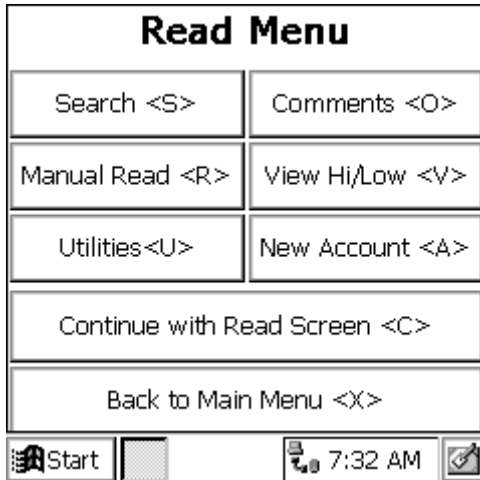 Read Menu
Search <S> Comments <O>
Manual Read <R> View Hi/Low <V>
Utilities<U> New Account <A>
Continue with Read Screen <C>
Back to Main Menu <X>
Start 7:32 AM